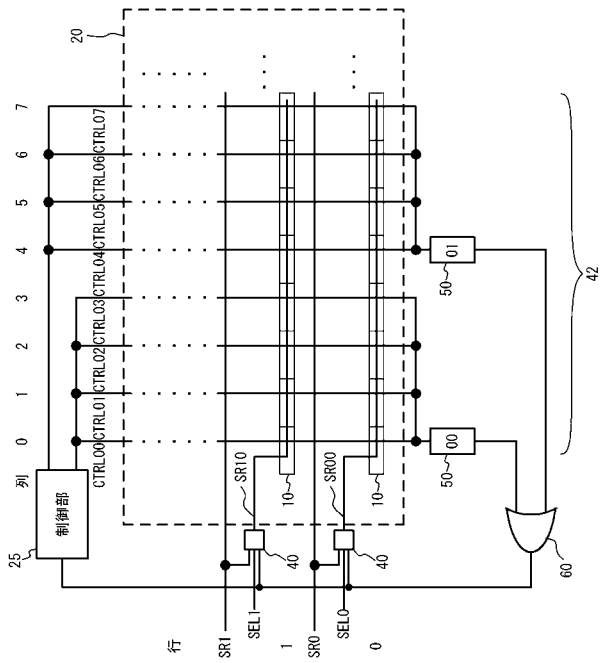 列 0 1 2 3 4 5 6 7
25
制御部
CTRL00 CTRL01 CTRL02 CTRL03 CTRL04 CTRL05 CTRL06 CTRL07
20
行
SR1
SEL1
40
SR10
10
1
SR0
SEL0
40
SR00
10
0
50
00
50
01
60
42